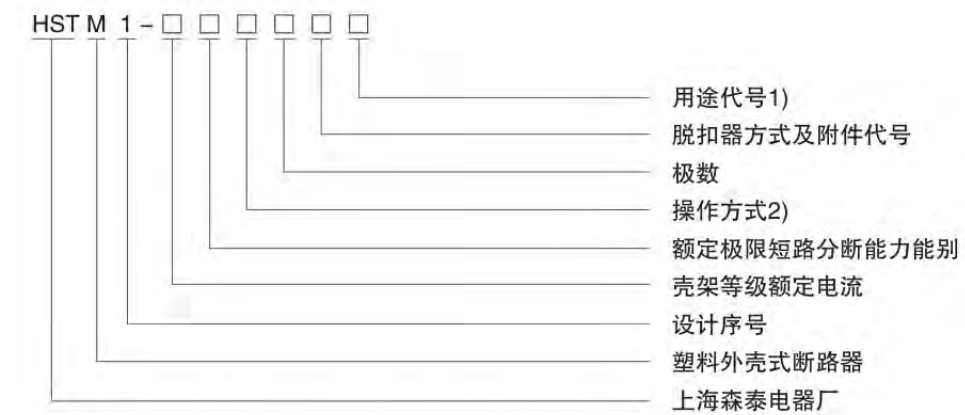 HST M 1 - □ □ □ □ □ □
用途代号1)
脱扣器方式及附件代号
极数
操作方式2)
额定极限短路分断能力能别
壳架等级额定电流
设计序号
塑料外壳式断路器
上海森泰电器厂